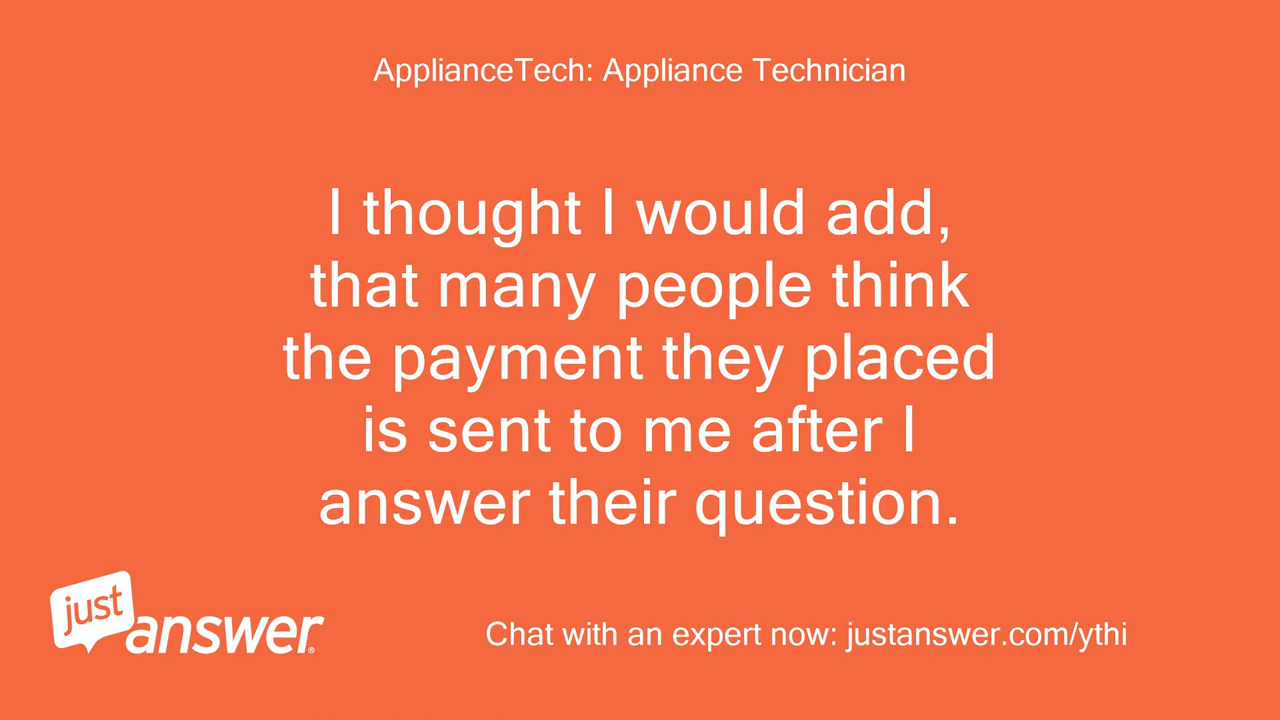 ApplianceTech: Appliance Technician
I thought I would add,
that many people think
the payment they placed
is sent to me after I
answer their question.
just
answer®
Chat with an expert now: justanswer.com/ythi